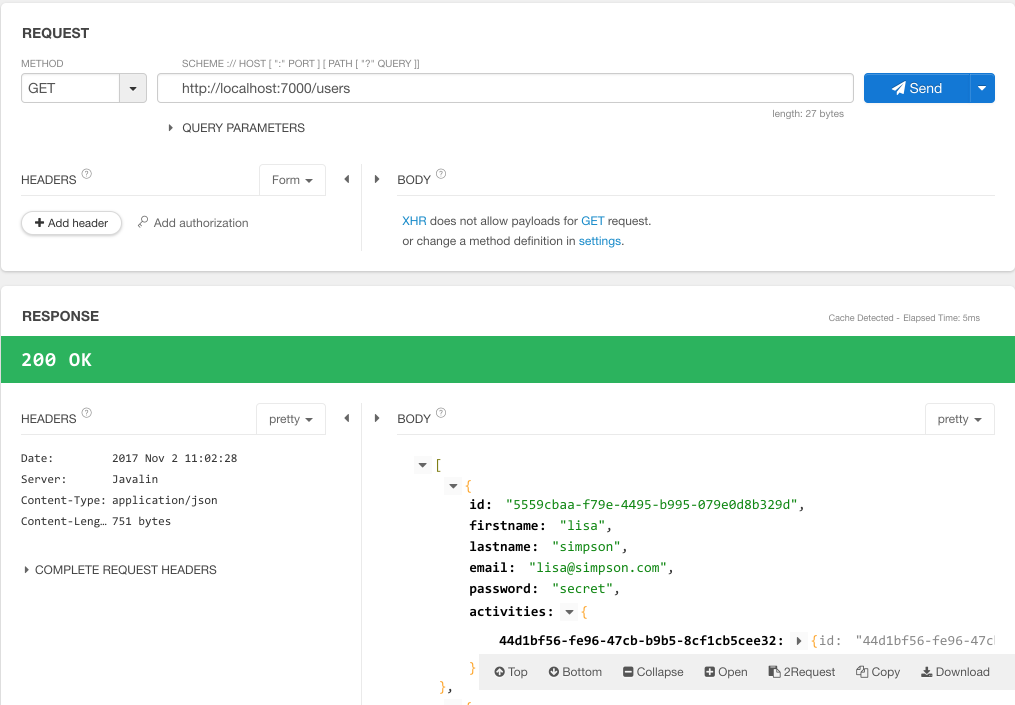 REQUEST
METHOD
SCHEME :// HOST [ ":" PORT ] [ PATH [ "?" QUERY ]]
GET
http://localhost:7000/users
Send
length: 27 bytes
QUERY PARAMETERS
HEADERS ?
Form
BODY ?
+ Add header
Add authorization
XHR does not allow payloads for GET request.
or change a method definition in settings.
RESPONSE
Cache Detected - Elapsed Time: 5ms
200 OK
HEADERS ?
pretty
BODY ?
pretty
Date: 2017 Nov 2 11:02:28
Server: Javalin
Content-Type: application/json
Content-Leng… 751 bytes
COMPLETE REQUEST HEADERS
[
{
id: "5559cbaa-f79e-4495-b995-079e0d8b329d",
firstname: "lisa",
lastname: "simpson",
email: "lisa@simpson.com",
password: "secret",
activities: {
44d1bf56-fe96-47cb-b9b5-8cf1cb5cee32: {id: "44d1bf56-fe96-47c
}
Top
Bottom
Collapse
Open
2Request
Copy
Download
},
{